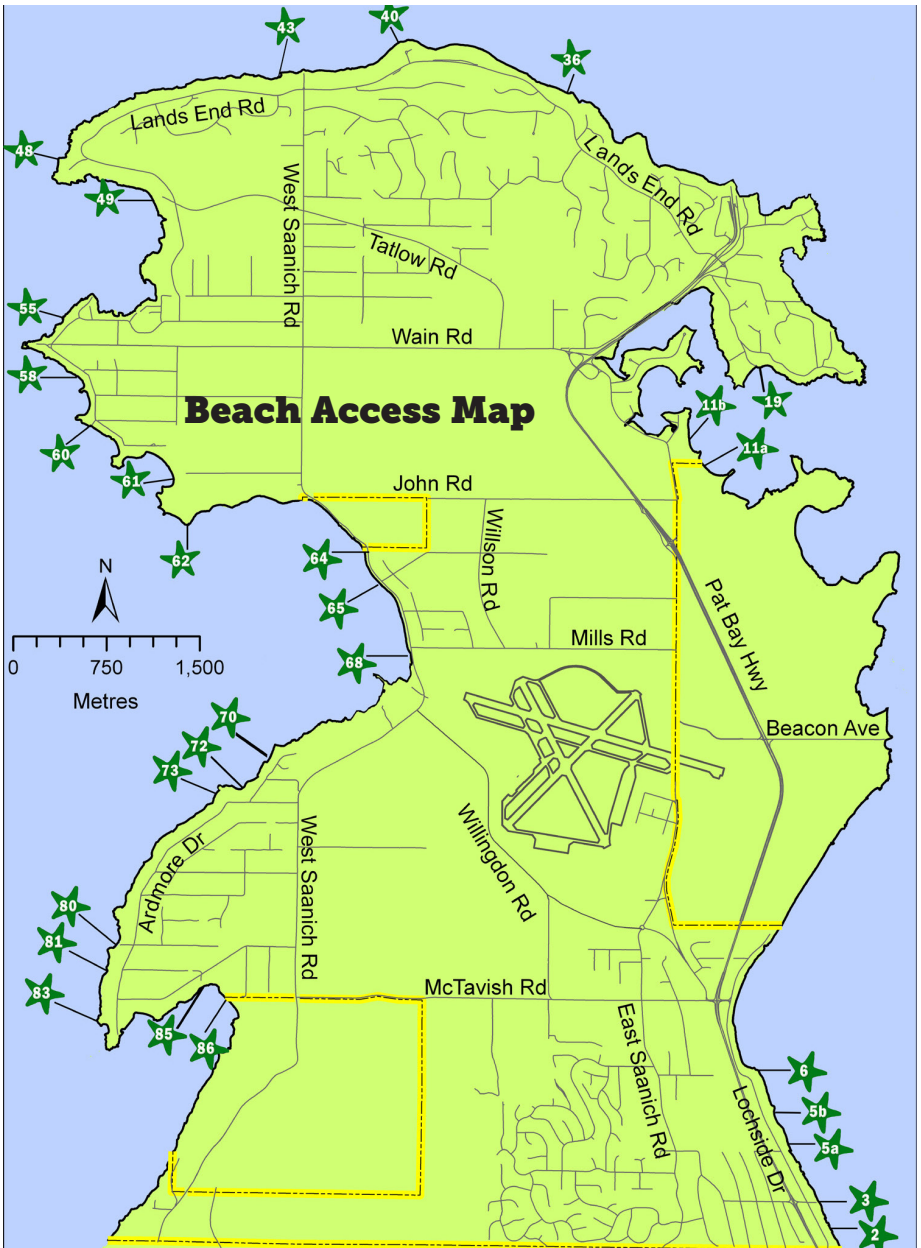 40
43
36
Lands End Rd
48
Lands End Rd
49
West Saanich Rd
Tatlow Rd
55
Wain Rd
58
19
11b
Beach Access Map
60
11a
61
John Rd
62
64
Willson Rd
N
65
Pat Bay Hwy
0 750 1,500
Metres
Mills Rd
68
70
Beacon Ave
72
73
Ardmore Dr
West Saanich Rd
Willingdon Rd
80
81
83
McTavish Rd
85
86
East Saanich Rd
6
Lochside Dr
5b
5a
3
2